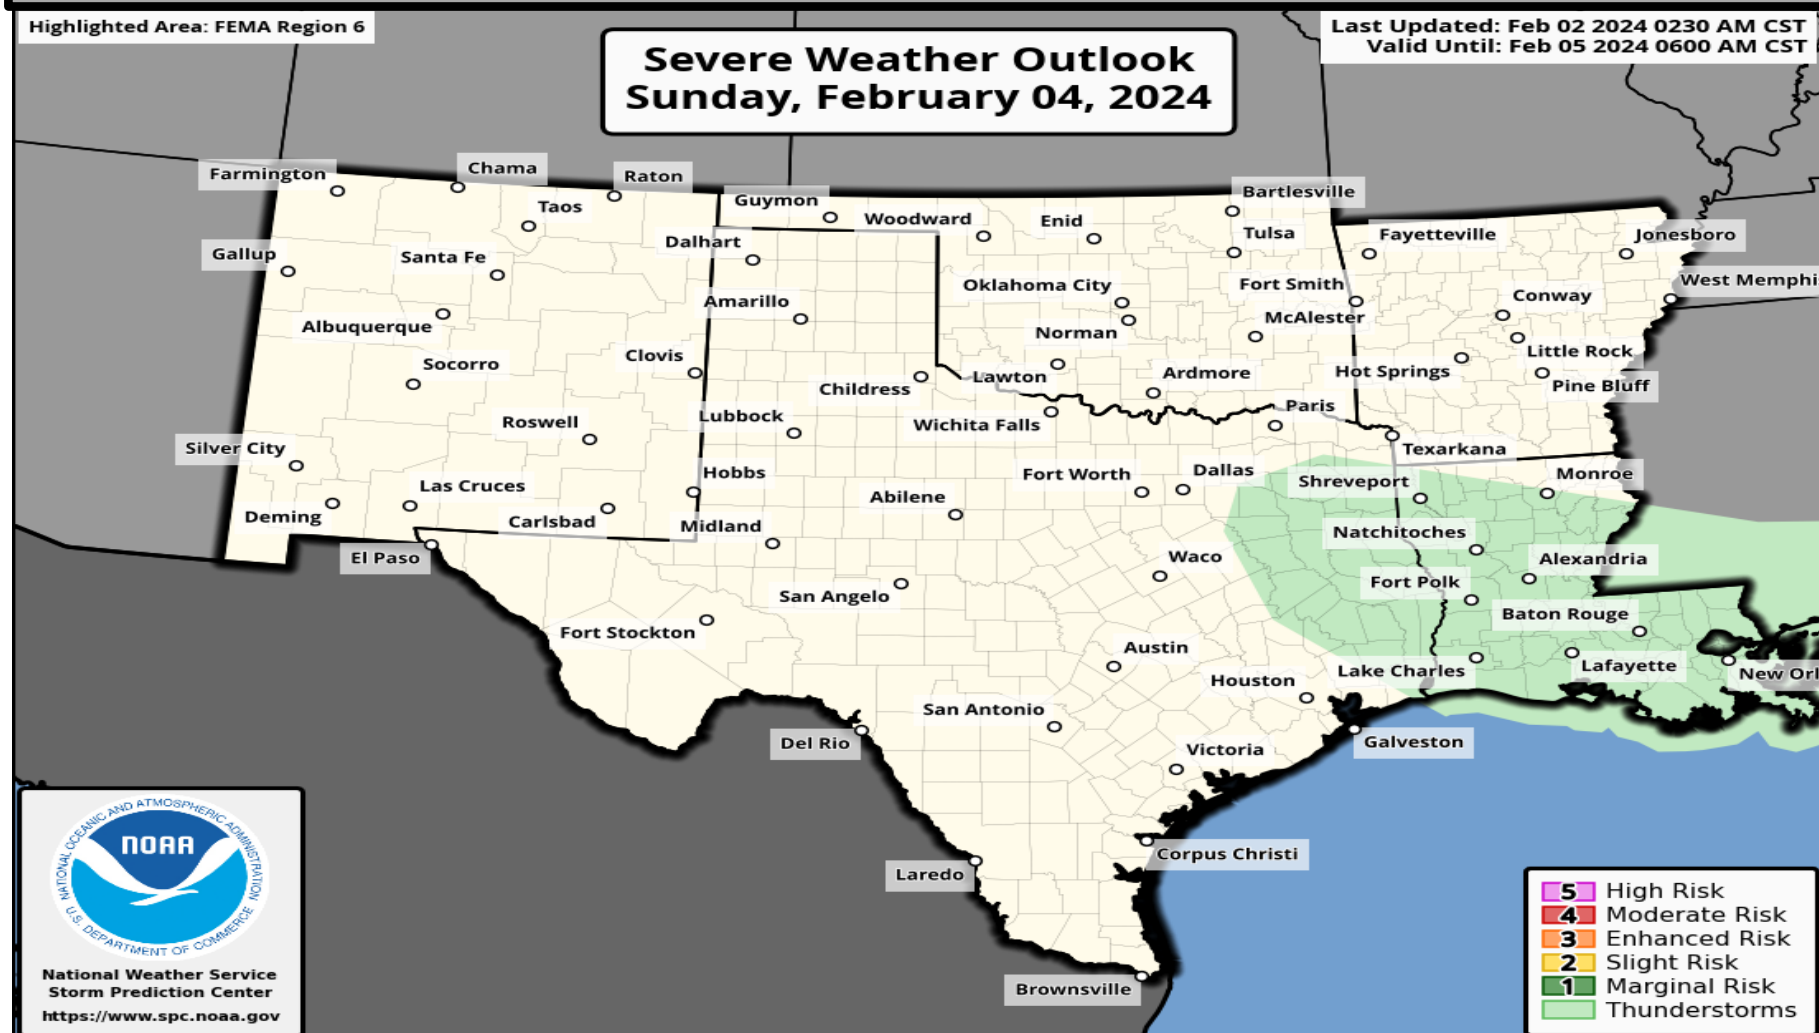 Highlighted Area: FEMA Region 6
Last Updated: Feb 02 2024 0230 AM CST
Valid Until: Feb 05 2024 0600 AM CST
Severe Weather Outlook
Sunday, February 04, 2024
Farmington
Chama
Raton
Taos
Guymon
Woodward
Enid
Bartlesville
Tulsa
Fayetteville
Jonesboro
Gallup
Santa Fe
Dalhart
Oklahoma City
Fort Smith
Conway
West Memphi
Albuquerque
Amarillo
Norman
McAlester
Little Rock
Socorro
Clovis
Childress
Lawton
Ardmore
Hot Springs
Pine Bluff
Roswell
Lubbock
Wichita Falls
Paris
Texarkana
Silver City
Las Cruces
Hobbs
Fort Worth
Dallas
Shreveport
Monroe
Deming
Carlsbad
Midland
Abilene
Natchitoches
El Paso
Waco
Alexandria
San Angelo
Fort Polk
Fort Stockton
Baton Rouge
Austin
Houston
Lake Charles
Lafayette
New Orl
San Antonio
Del Rio
Victoria
Galveston
Laredo
Corpus Christi
Brownsville
NATIONAL OCEANIC AND ATMOSPHERIC ADMINISTRATION
NOAA
U.S. DEPARTMENT OF COMMERCE
National Weather Service
Storm Prediction Center
https://www.spc.noaa.gov
5 High Risk
4 Moderate Risk
3 Enhanced Risk
2 Slight Risk
1 Marginal Risk
Thunderstorms